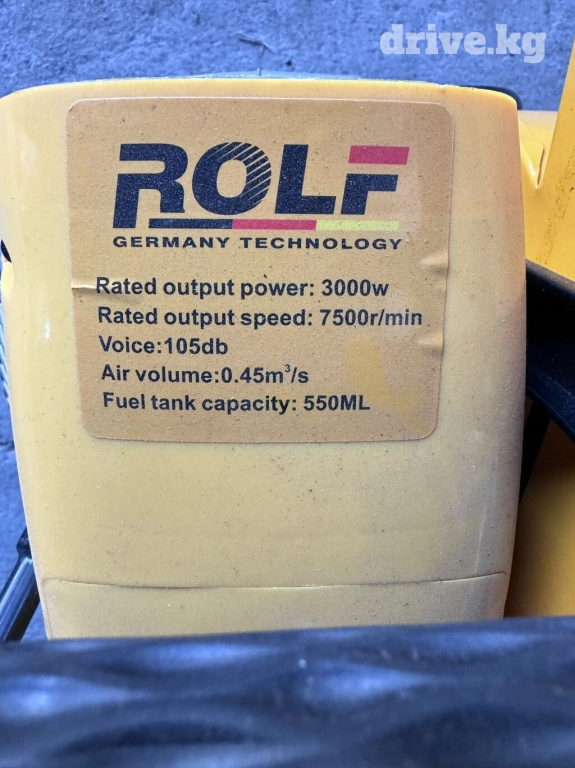 drive.kg
ROLF
GERMANY TECHNOLOGY
Rated output power: 3000w
Rated output speed: 7500r/min
Voice:105db
Air volume:0.45m³/s
Fuel tank capacity: 550ML